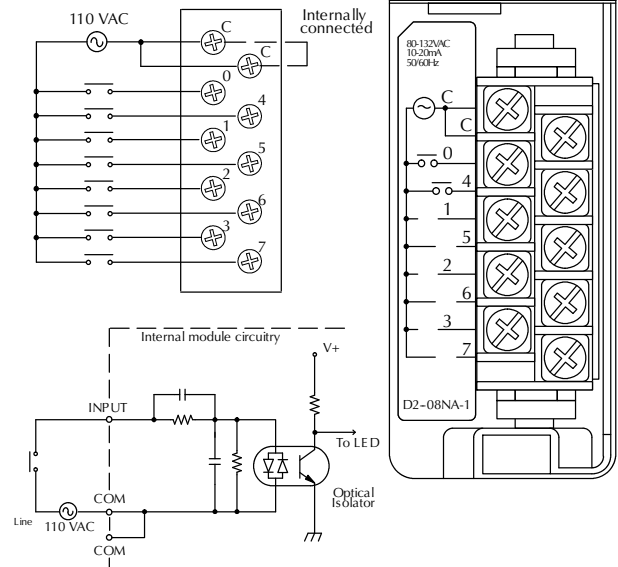 110 VAC
Internally
connected
C
C
0
4
1
5
2
6
3
7
80-132VAC
10-20mA
50/60Hz
C
C
0
4
1
5
2
6
3
7
D2-08NA-1
Internal module circuitry
V+
INPUT
To LED
Optical
Isolator
COM
Line
110 VAC
COM